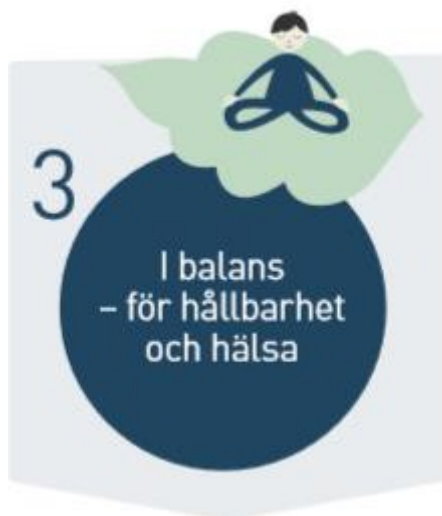 3
I balans
– för hållbarhet
och hälsa